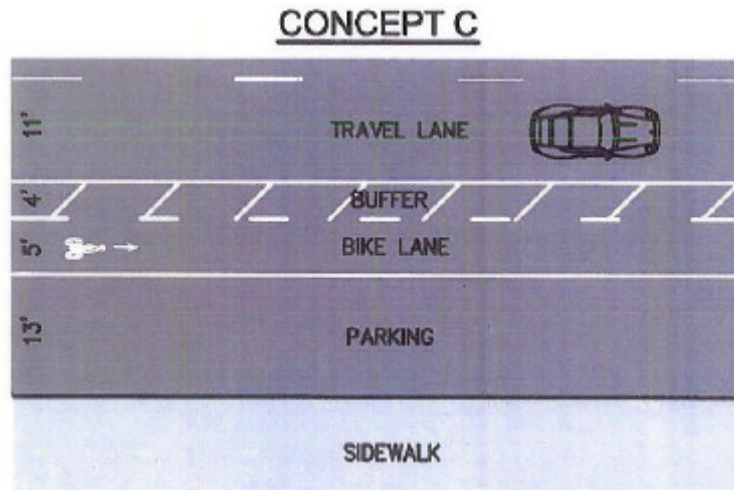 CONCEPT C
11' TRAVEL LANE
4' BUFFER
5' BIKE LANE
13' PARKING
SIDEWALK